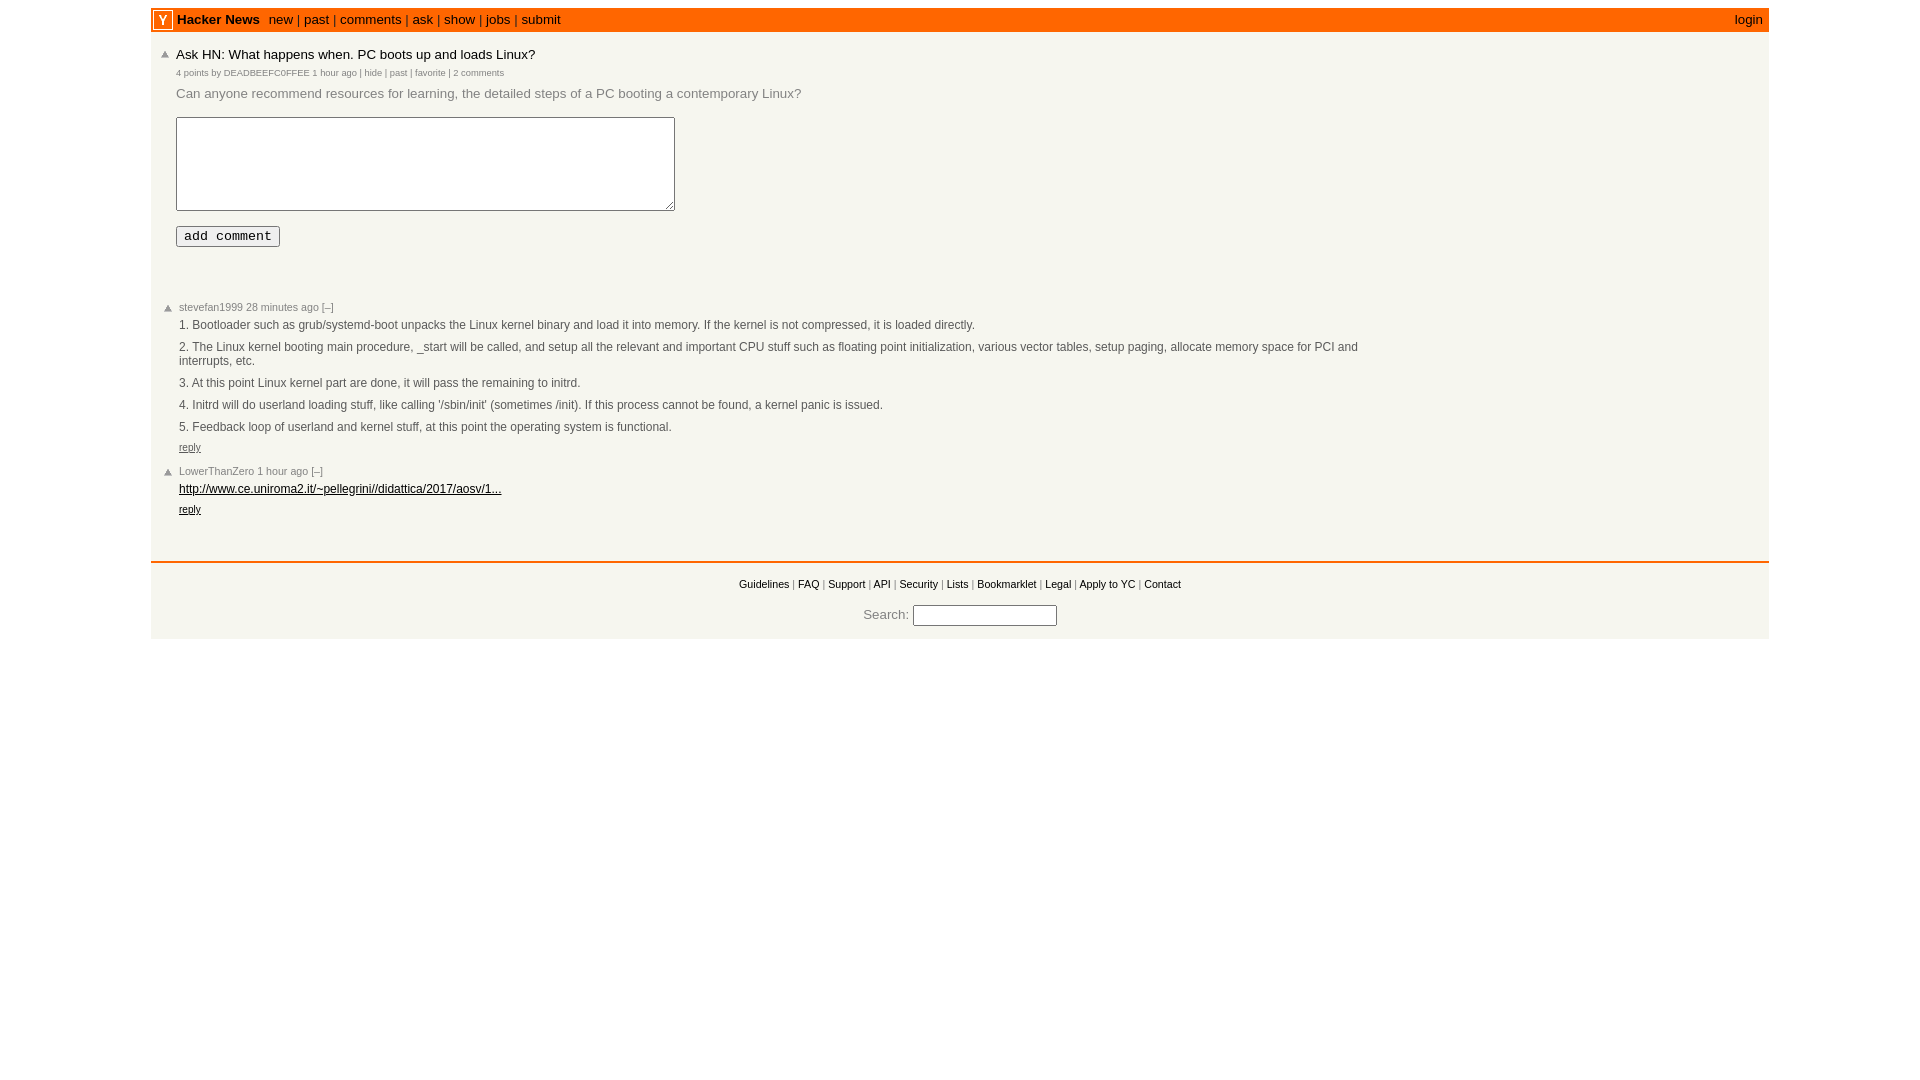 Y Hacker News new | past | comments | ask | show | jobs | submit login
Ask HN: What happens when. PC boots up and loads Linux?
4 points by DEADBEEFC0FFEE 1 hour ago | hide | past | favorite | 2 comments
Can anyone recommend resources for learning, the detailed steps of a PC booting a contemporary Linux?
add comment
stevefan1999 28 minutes ago [–]
1. Bootloader such as grub/systemd-boot unpacks the Linux kernel binary and load it into memory. If the kernel is not compressed, it is loaded directly.
2. The Linux kernel booting main procedure, _start will be called, and setup all the relevant and important CPU stuff such as floating point initialization, various vector tables, setup paging, allocate memory space for PCI and
interrupts, etc.
3. At this point Linux kernel part are done, it will pass the remaining to initrd.
4. Initrd will do userland loading stuff, like calling '/sbin/init' (sometimes /init). If this process cannot be found, a kernel panic is issued.
5. Feedback loop of userland and kernel stuff, at this point the operating system is functional.
reply
LowerThanZero 1 hour ago [–]
http://www.ce.uniroma2.it/~pellegrini//didattica/2017/aosv/1...
reply
Guidelines | FAQ | Support | API | Security | Lists | Bookmarklet | Legal | Apply to YC | Contact
Search: